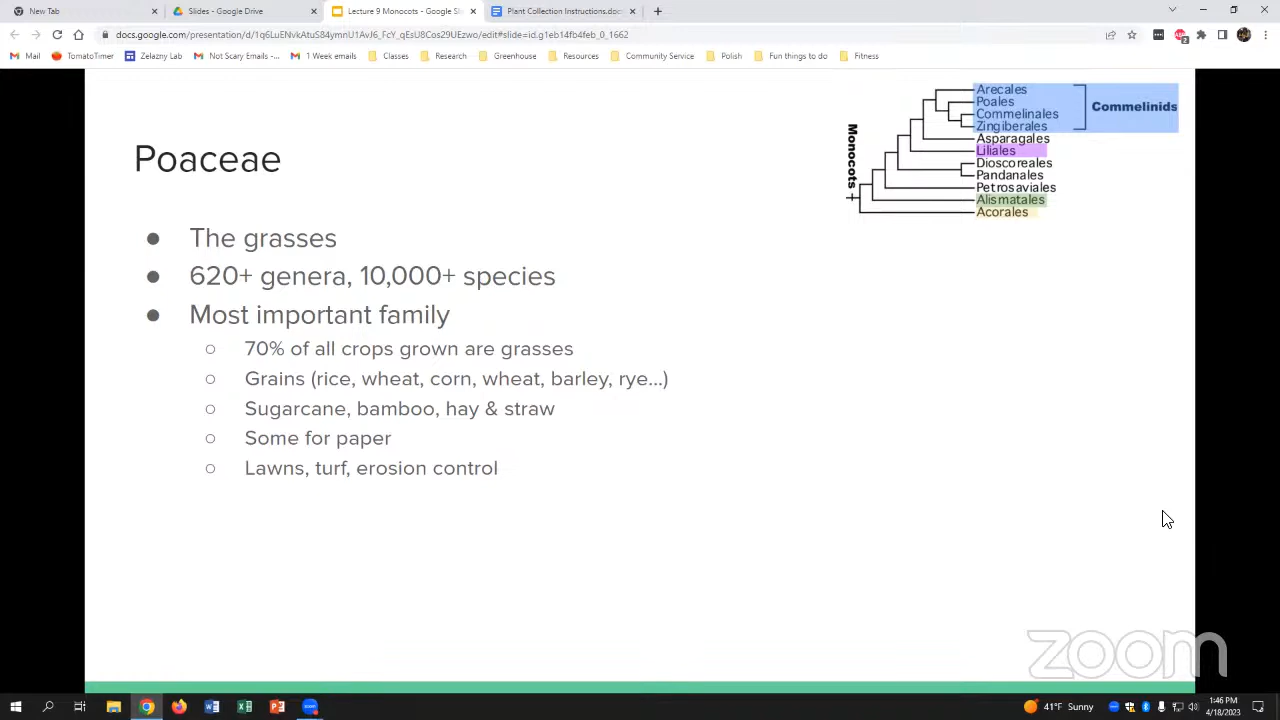 New Tab
Slides - Google Drive
Lecture 9 Monocots - Google Sl
Plant Collection Instructions.docx
docs.google.com/presentation/d/1q6LuENvkAtuS84ymnU1AvJ6_FcY_qEsU8Cos29UEzwo/edit#slide=id.g1eb14fb4feb_0_1662
Mail
TomatoTimer
Zelazny Lab
Not Scary Emails -...
1 Week emails
Classes
Research
Greenhouse
Resources
Community Service
Polish
Fun things to do
Fitness
Monocots
Arecales
Poales
Commelinales
Zingiberales
Commelinids
Asparagales
Liliales
Dioscoreales
Pandanales
Petrosaviales
Alismatales
Acorales
Poaceae
● The grasses
● 620+ genera, 10,000+ species
● Most important family
○ 70% of all crops grown are grasses
○ Grains (rice, wheat, corn, wheat, barley, rye...)
○ Sugarcane, bamboo, hay & straw
○ Some for paper
○ Lawns, turf, erosion control
zoom
41°F Sunny
1:46 PM
4/18/2023